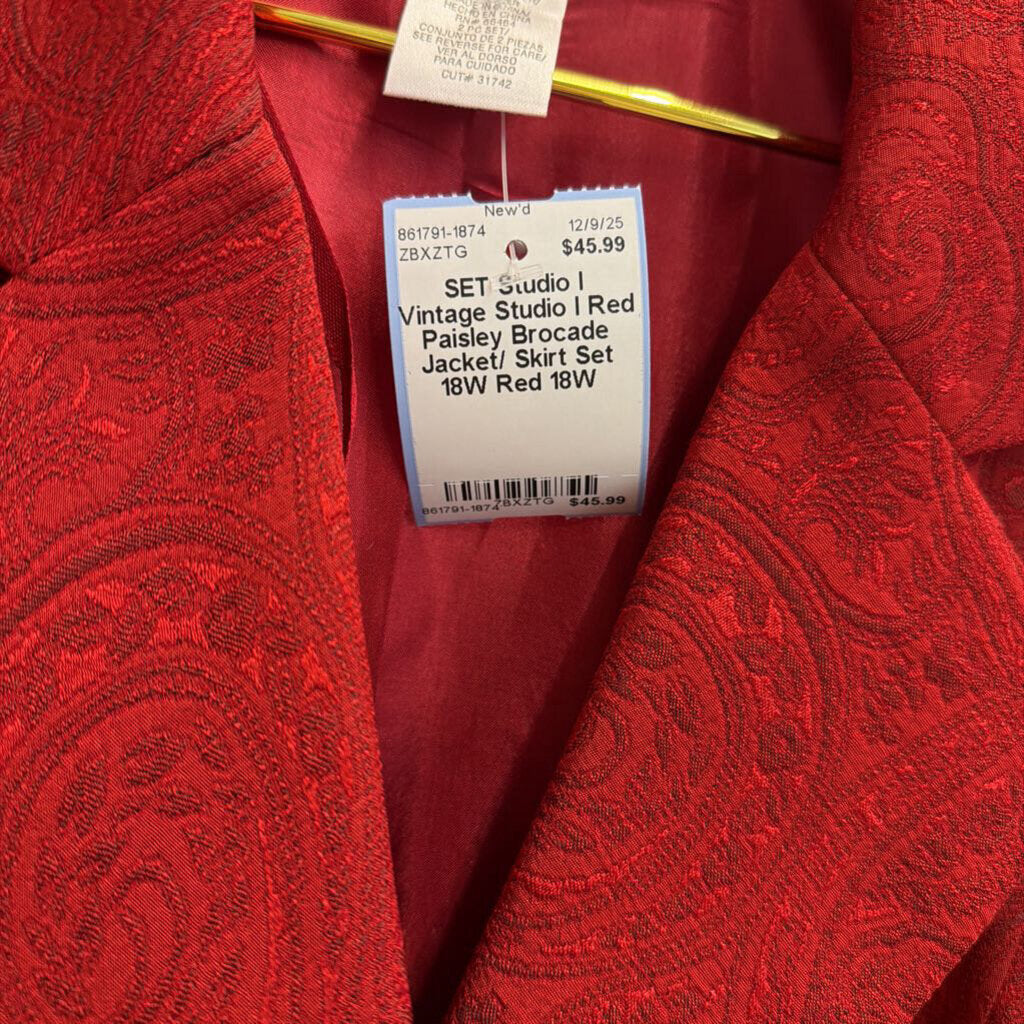 HECHO EN CHINA
RN# 66464
2 PC SET/
CONJUNTO DE 2 PIEZAS
SEE REVERSE FOR CARE/
VER AL DORSO
PARA CUIDADO
CUT# 31742
New'd
861791-1874 12/9/25
ZBXZTG $45.99
SET Studio I
Vintage Studio I Red
Paisley Brocade
Jacket/ Skirt Set
18W Red 18W
861791-1874 ZBXZTG $45.99